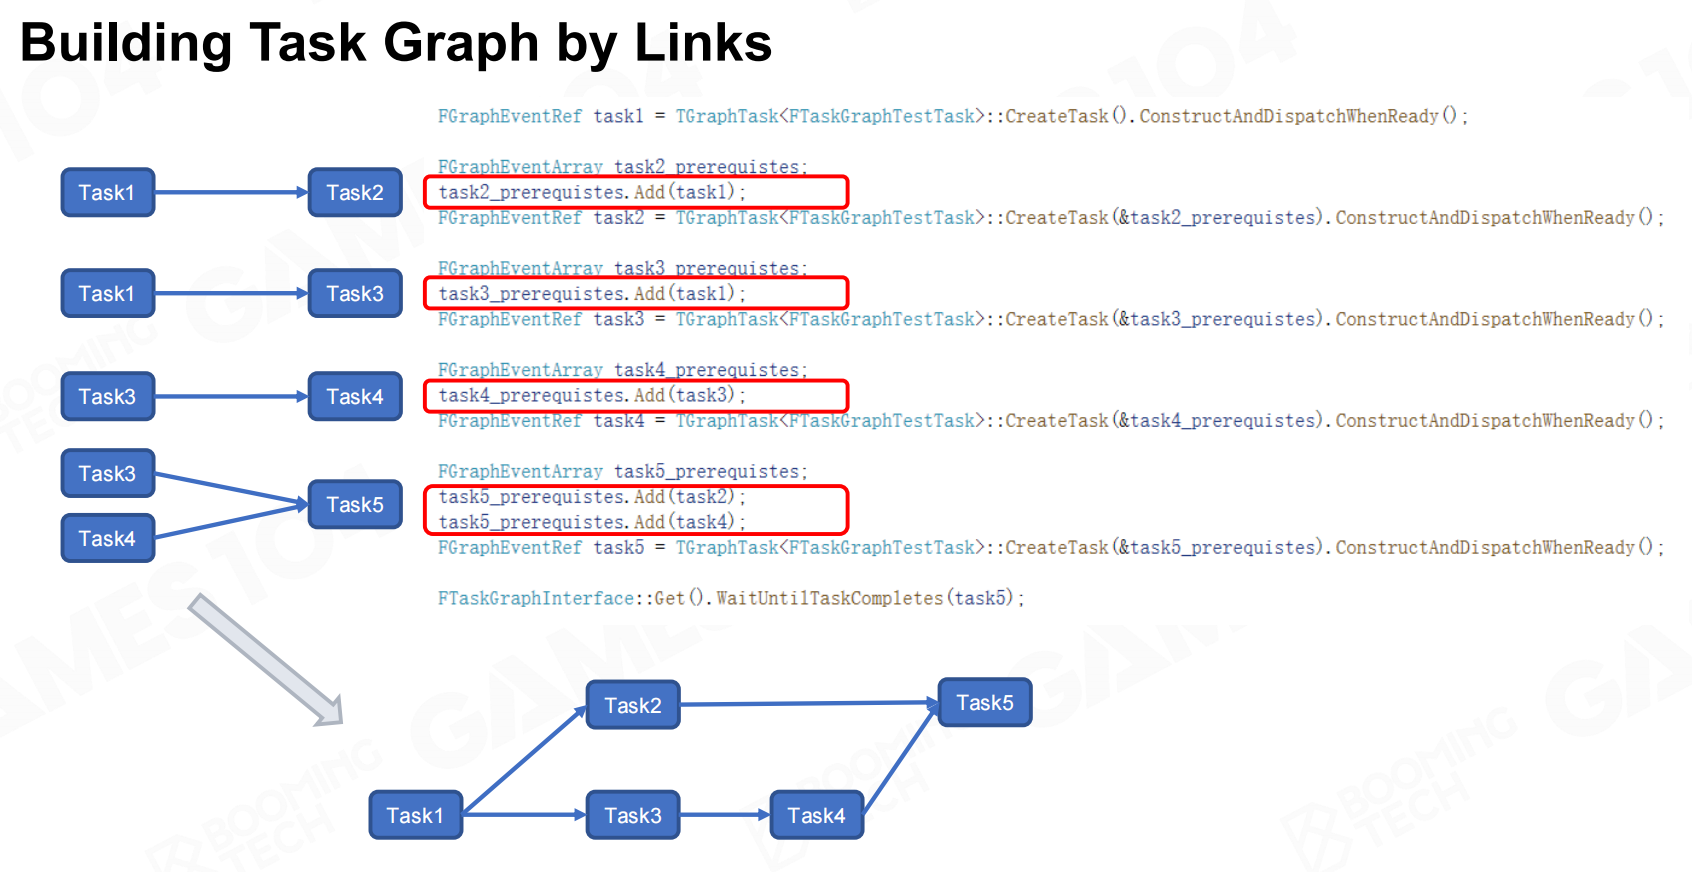 Building Task Graph by Links
FGraphEventRef task1 = TGraphTask<FTaskGraphTestTask>::CreateTask().ConstructAndDispatchWhenReady();
Task1
Task2
FGraphEventArray task2_prerequistes;
task2_prerequistes.Add(task1);
FGraphEventRef task2 = TGraphTask<FTaskGraphTestTask>::CreateTask(&task2_prerequistes).ConstructAndDispatchWhenReady();
Task1
Task3
FGraphEventArray task3_prerequistes;
task3_prerequistes.Add(task1);
FGraphEventRef task3 = TGraphTask<FTaskGraphTestTask>::CreateTask(&task3_prerequistes).ConstructAndDispatchWhenReady();
Task3
Task4
FGraphEventArray task4_prerequistes;
task4_prerequistes.Add(task3);
FGraphEventRef task4 = TGraphTask<FTaskGraphTestTask>::CreateTask(&task4_prerequistes).ConstructAndDispatchWhenReady();
Task3
Task4
Task5
FGraphEventArray task5_prerequistes;
task5_prerequistes.Add(task2);
task5_prerequistes.Add(task4);
FGraphEventRef task5 = TGraphTask<FTaskGraphTestTask>::CreateTask(&task5_prerequistes).ConstructAndDispatchWhenReady();
FTaskGraphInterface::Get().WaitUntilTaskCompletes(task5);
Task2
Task5
Task1
Task3
Task4
GAMES104
BOOMING
TECH